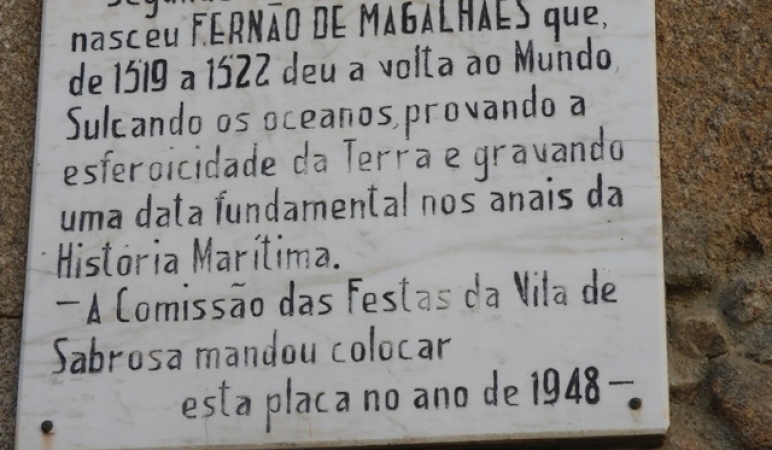 nasceu FERNÃO DE MAGALHAES que,
de 1519 a 1522 deu a volta ao Mundo,
Sulcando os oceanos, provando a
esferoicidade da Terra e gravando
uma data fundamental nos anais da
História Marítima.
— A Comissão das Festas da Vila de
Sabrosa mandou colocar
esta placa no ano de 1948 —